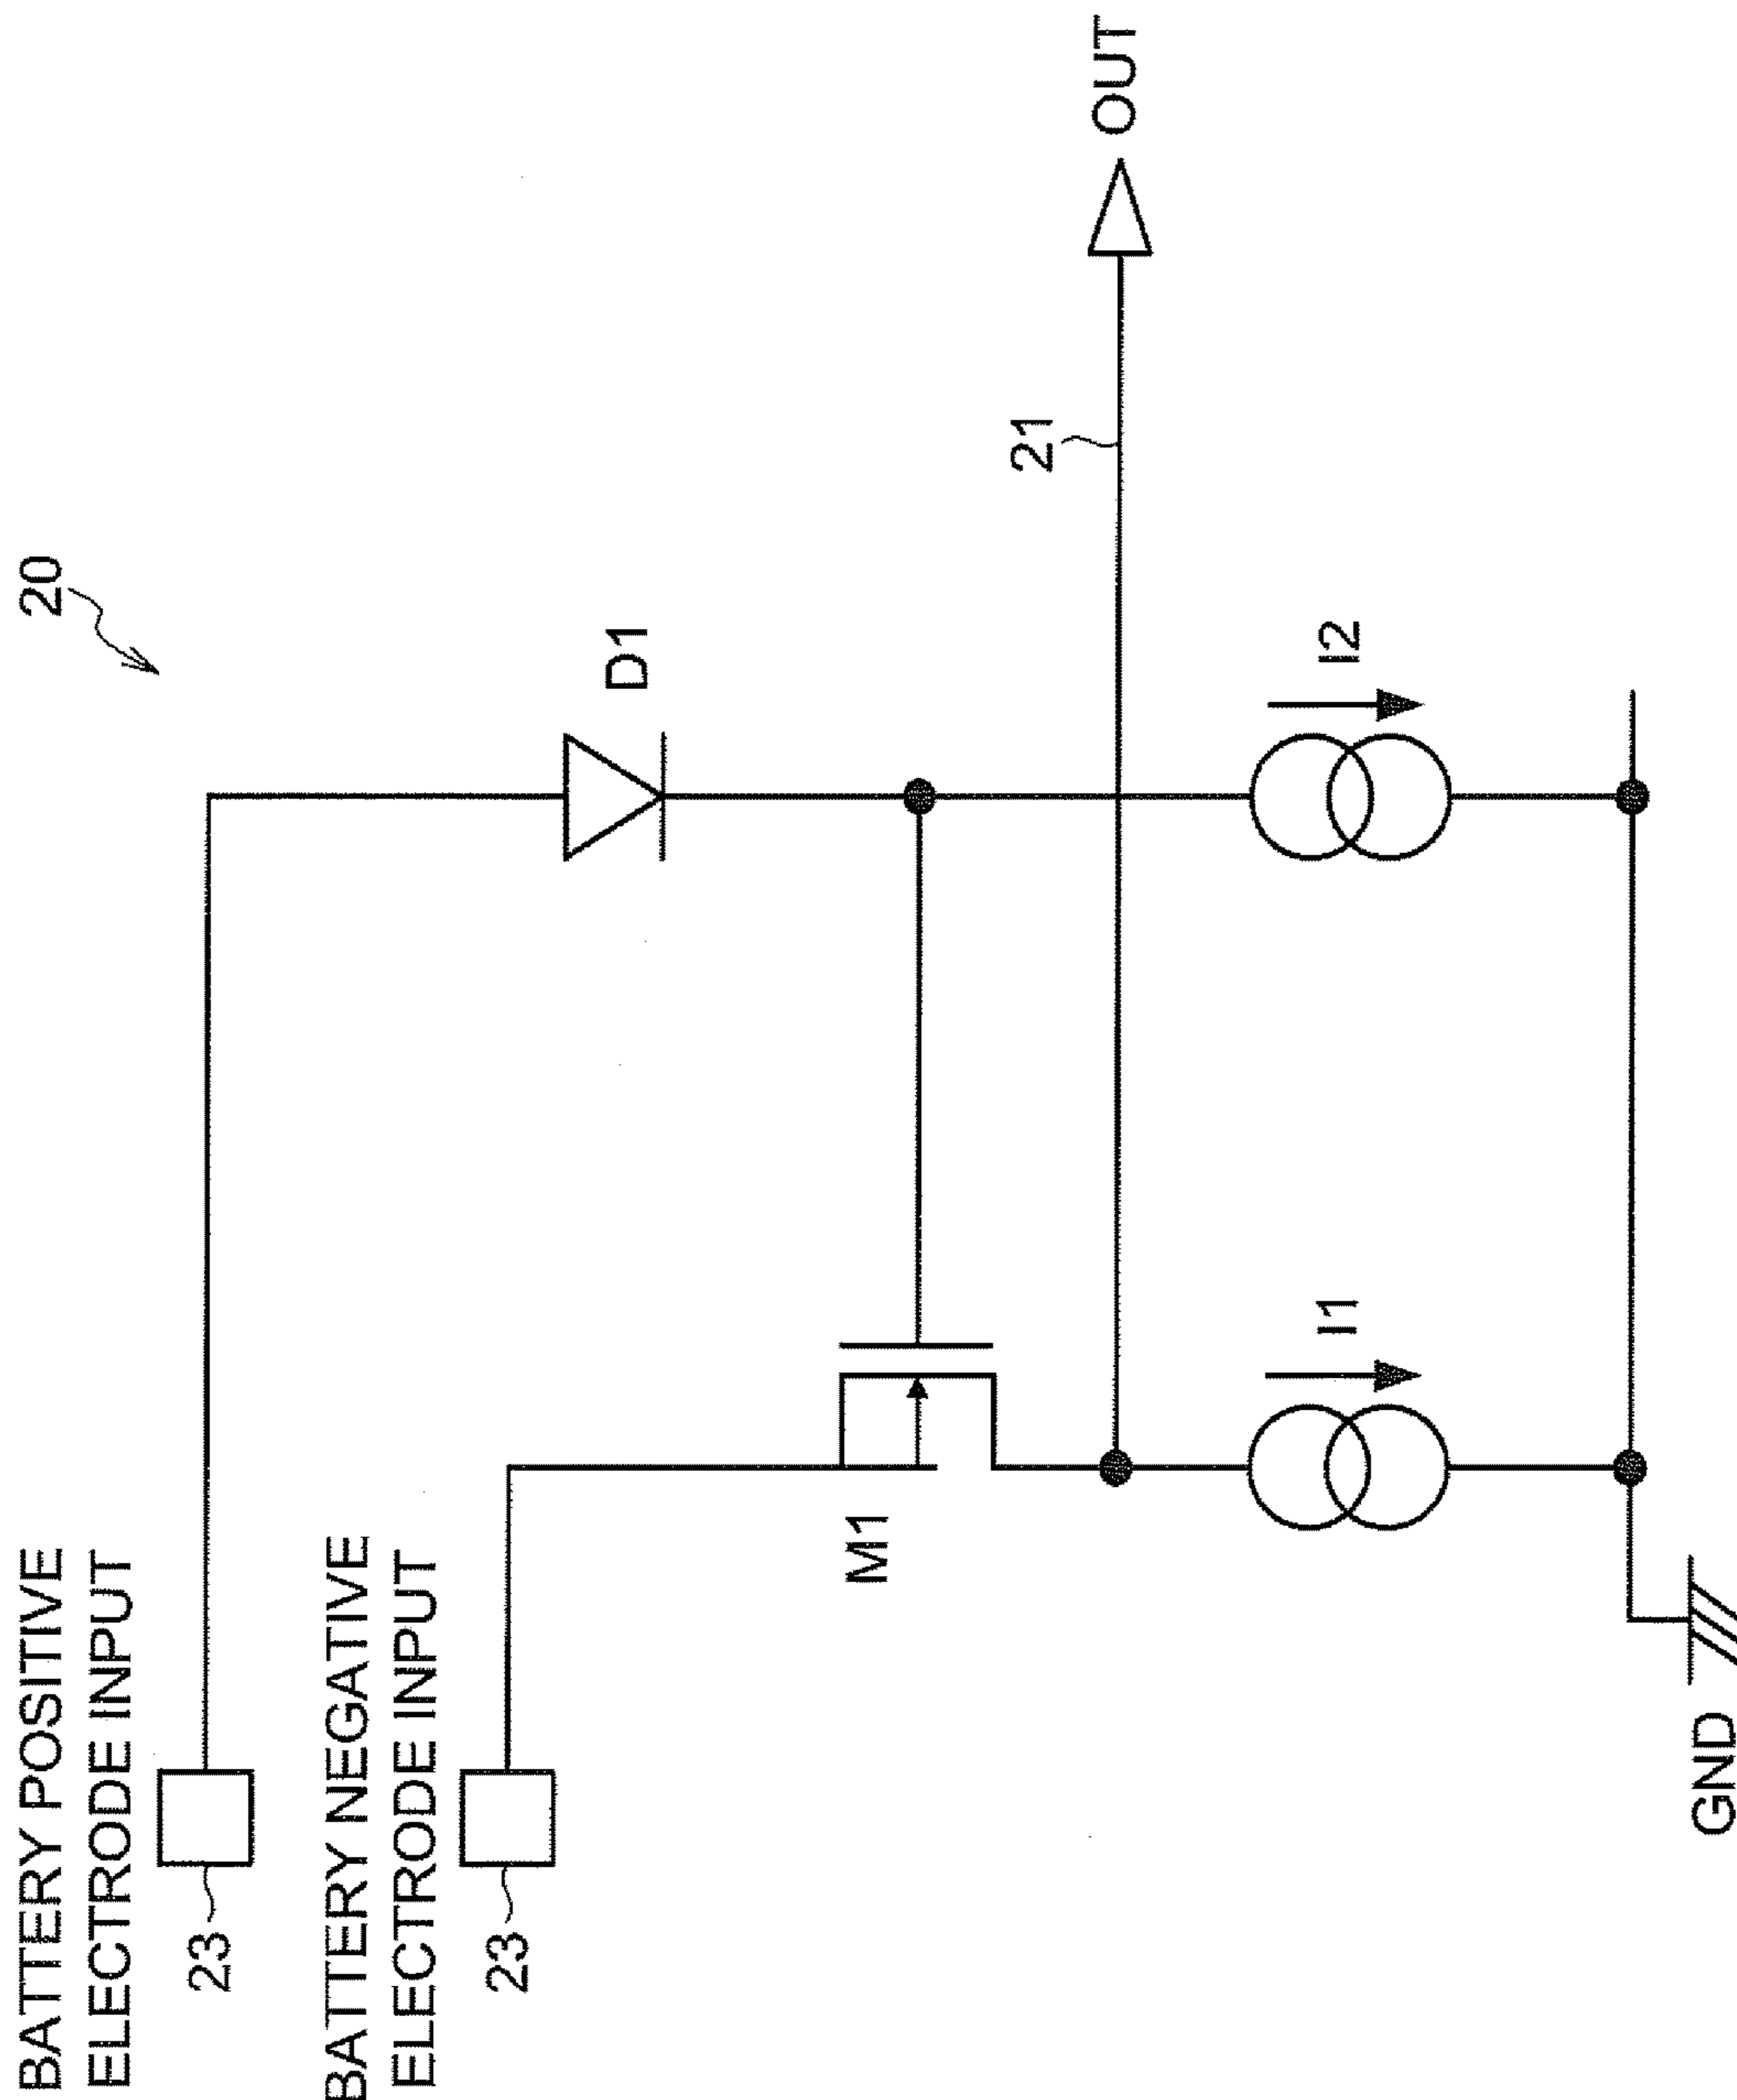 BATTERY POSITIVE
ELECTRODE INPUT
23
BATTERY NEGATIVE
ELECTRODE INPUT
23
20
D1
M1
21
OUT
I1
I2
GND